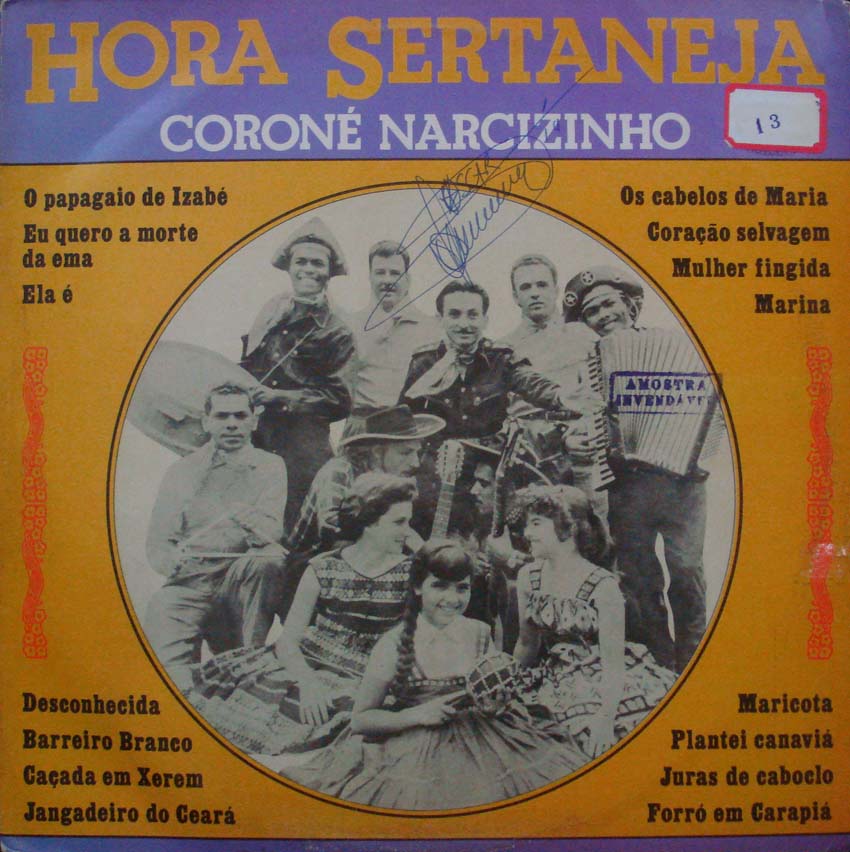 HORA SERTANEJA
CORONÉ NARCIZINHO
13
O papagaio de Izabé
Eu quero a morte
da ema
Ela é
Os cabelos de Maria
Coração selvagem
Mulher fingida
Marina
AMOSTRA
INVENDÁVEL
Desconhecida
Barreiro Branco
Caçada em Xerem
Jangadeiro do Ceará
Maricota
Plantei canaviá
Juras de caboclo
Forró em Carapiá